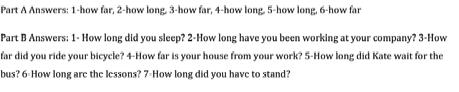 Part A Answers: 1-how far, 2-how long, 3-how far, 4-how long, 5-how long, 6-how far
Part B Answers: 1- How long did you sleep? 2-How long have you been working at your company? 3-How
far did you ride your bicycle? 4-How far is your house from your work? 5-How long did Kate wait for the
bus? 6-How long are the lessons? 7-How long did you have to stand?